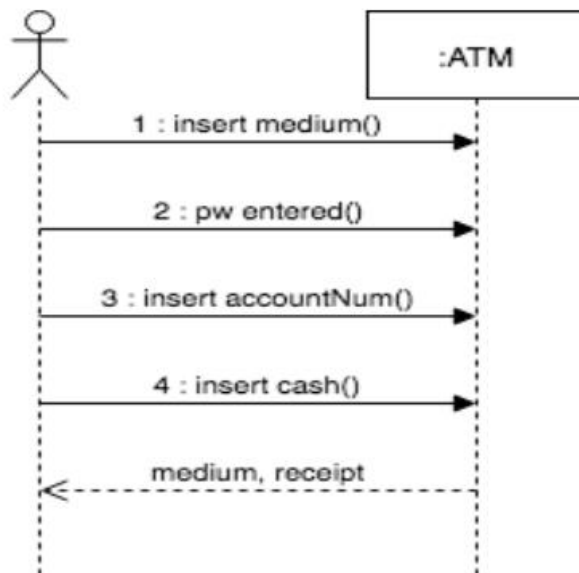 :ATM
1 : insert medium()
2 : pw entered()
3 : insert accountNum()
4 : insert cash()
medium, receipt